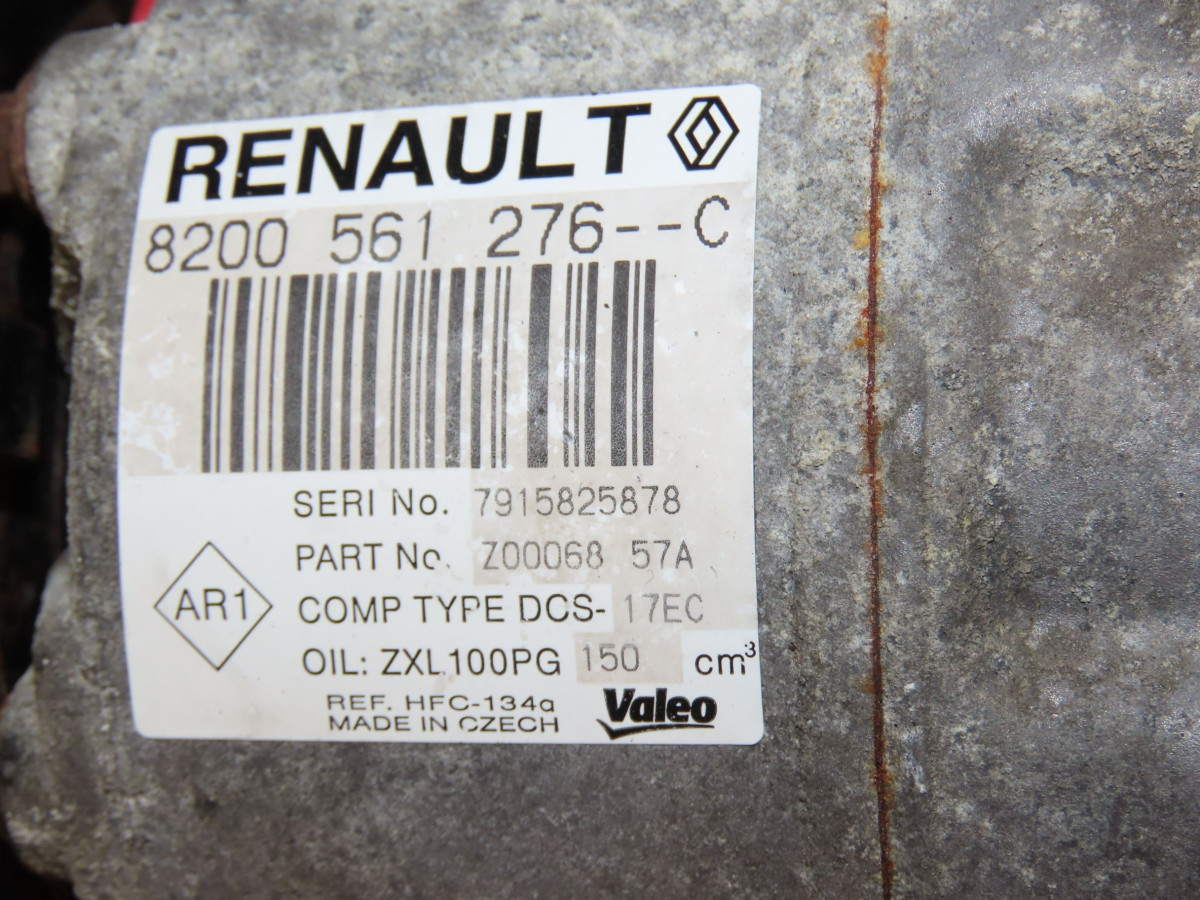 RENAULT
8200 561 276--C
SERI No. 7915825878
PART No. Z00068 57A
AR1
COMP TYPE DCS-17EC
OIL: ZXL100PG 150 cm³
REF. HFC-134a
MADE IN CZECH
Valeo